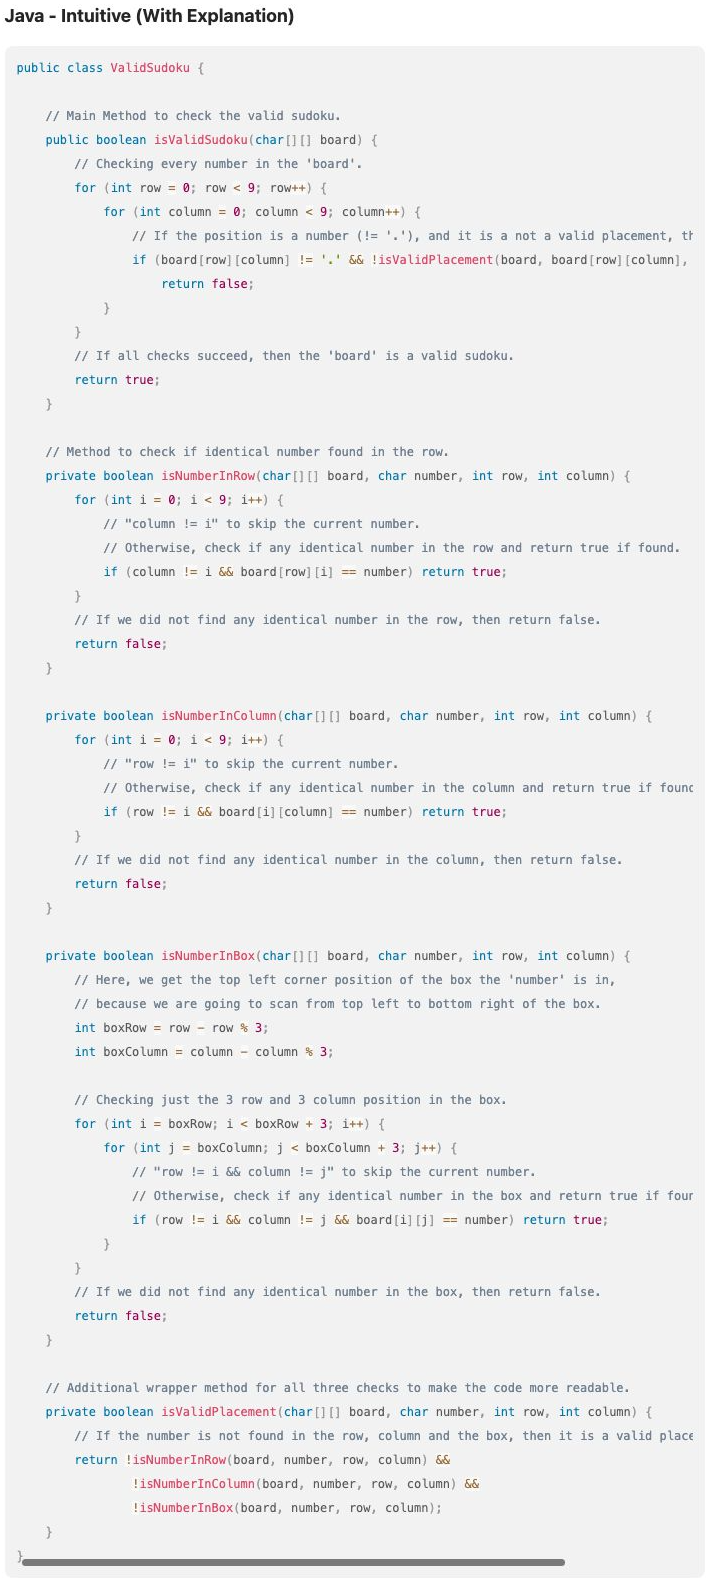 Java - Intuitive (With Explanation)
public class ValidSudoku {
    // Main Method to check the valid sudoku.
    public boolean isValidSudoku(char[][] board) {
        // Checking every number in the 'board'.
        for (int row = 0; row < 9; row++) {
            for (int column = 0; column < 9; column++) {
                // If the position is a number (!= '.'), and it is a not a valid placement,
                if (board[row][column] != '.' && !isValidPlacement(board, board[row][column],
                    return false;
            }
        }
        // If all checks succeed, then the 'board' is a valid sudoku.
        return true;
    }
    // Method to check if identical number found in the row.
    private boolean isNumberInRow(char[][] board, char number, int row, int column) {
        for (int i = 0; i < 9; i++) {
            // "column != i" to skip the current number.
            // Otherwise, check if any identical number in the row and return true if found.
            if (column != i && board[row][i] == number) return true;
        }
        // If we did not find any identical number in the row, then return false.
        return false;
    }
    private boolean isNumberInColumn(char[][] board, char number, int row, int column) {
        for (int i = 0; i < 9; i++) {
            // "row != i" to skip the current number.
            // Otherwise, check if any identical number in the column and return true if
            if (row != i && board[i][column] == number) return true;
        }
        // If we did not find any identical number in the column, then return false.
        return false;
    }
    private boolean isNumberInBox(char[][] board, char number, int row, int column) {
        // Here, we get the top left corner position of the box the 'number' is in,
        // because we are going to scan from top left to bottom right of the box.
        int boxRow = row - row % 3;
        int boxColumn = column - column % 3;
        // Checking just the 3 row and 3 column position in the box.
        for (int i = boxRow; i < boxRow + 3; i++) {
            for (int j = boxColumn; j < boxColumn + 3; j++) {
                // "row != i && column != j" to skip the current number.
                // Otherwise, check if any identical number in the box and return true if
                if (row != i && column != j && board[i][j] == number) return true;
            }
        }
        // If we did not find any identical number in the box, then return false.
        return false;
    }
    // Additional wrapper method for all three checks to make the code more readable.
    private boolean isValidPlacement(char[][] board, char number, int row, int column) {
        // If the number is not found in the row, column and the box, then it is a valid place
        return !isNumberInRow(board, number, row, column) &&
                !isNumberInColumn(board, number, row, column) &&
                !isNumberInBox(board, number, row, column);
    }
}